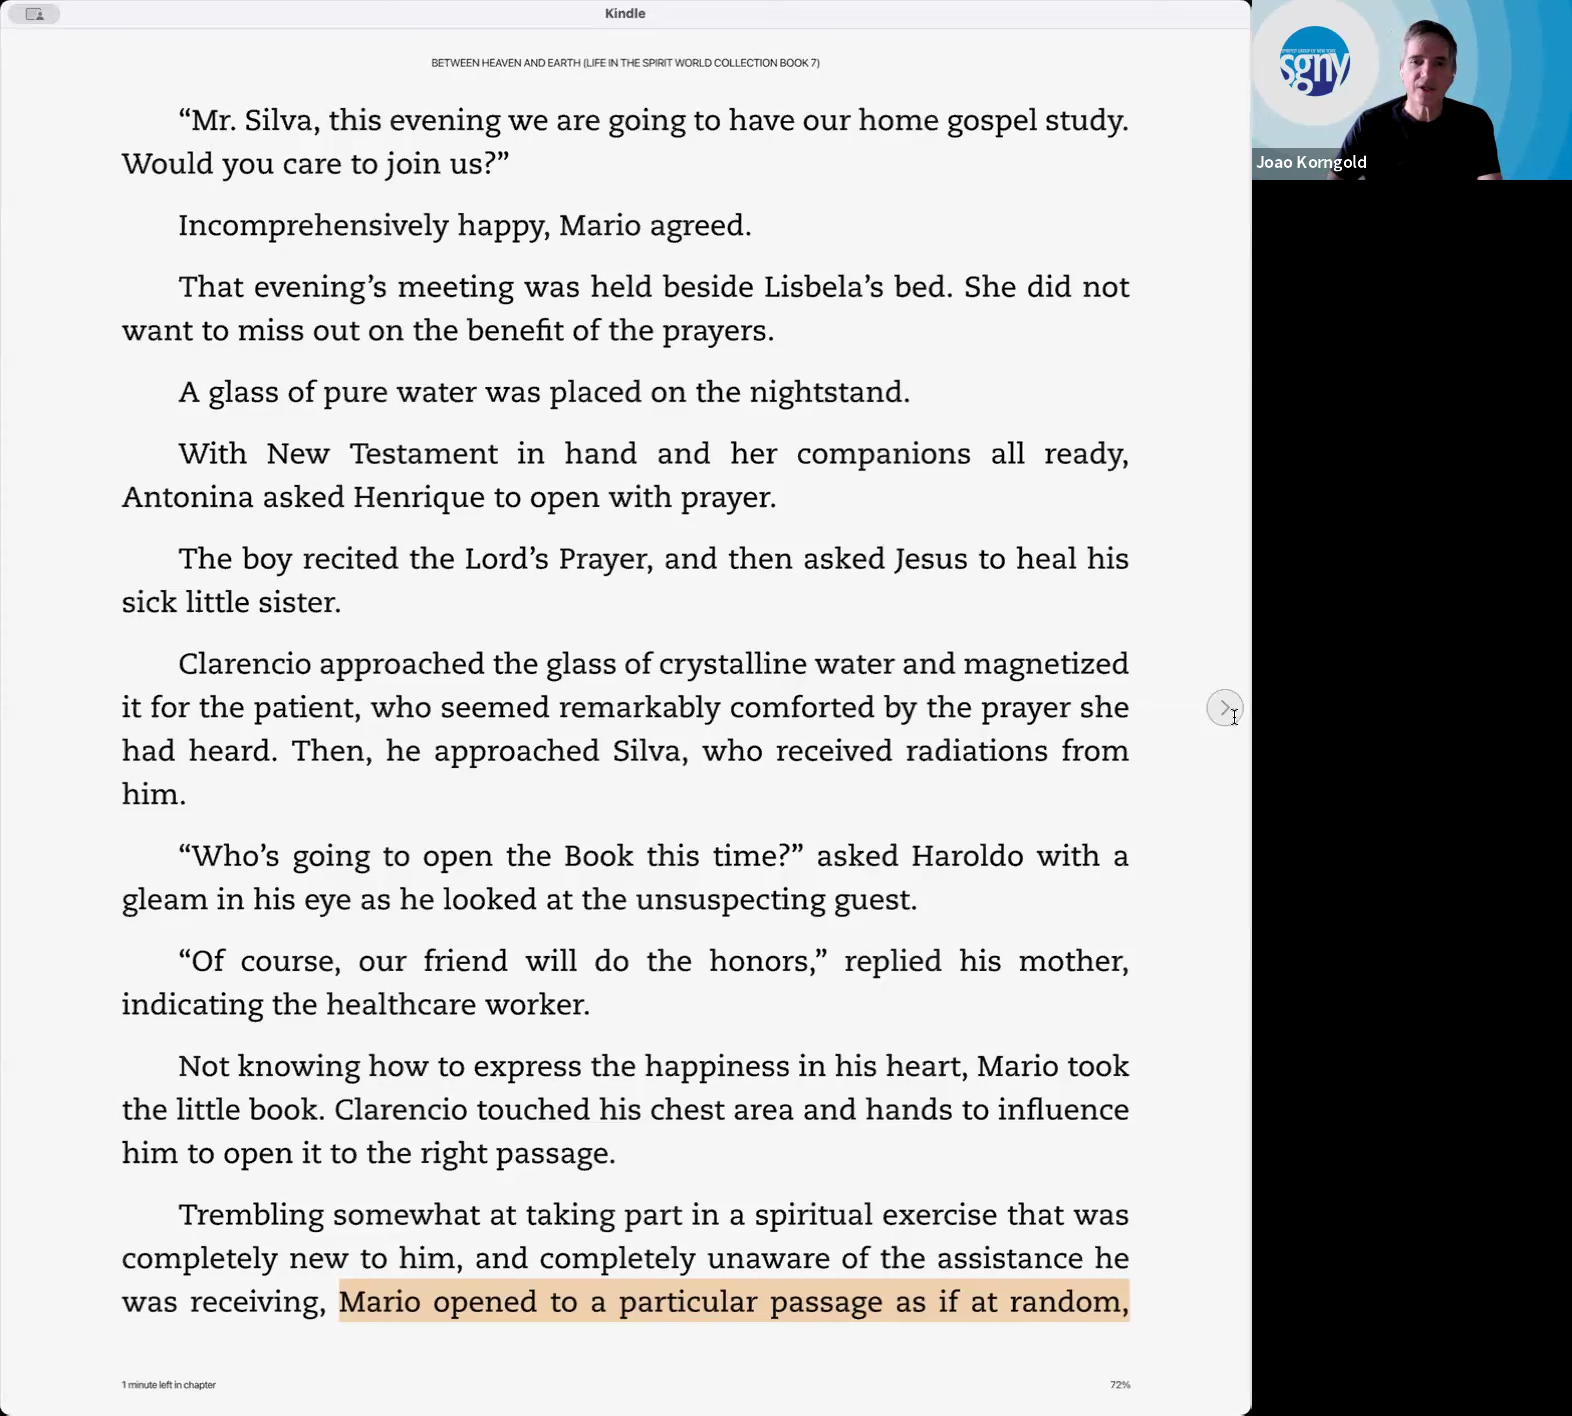 Kindle
BETWEEN HEAVEN AND EARTH (LIFE IN THE SPIRIT WORLD COLLECTION BOOK 7)
“Mr. Silva, this evening we are going to have our home gospel study.
Would you care to join us?”
Incomprehensively happy, Mario agreed.
That evening’s meeting was held beside Lisbela’s bed. She did not
want to miss out on the benefit of the prayers.
A glass of pure water was placed on the nightstand.
With New Testament in hand and her companions all ready,
Antonina asked Henrique to open with prayer.
The boy recited the Lord’s Prayer, and then asked Jesus to heal his
sick little sister.
Clarencio approached the glass of crystalline water and magnetized
it for the patient, who seemed remarkably comforted by the prayer she
had heard. Then, he approached Silva, who received radiations from
him.
“Who’s going to open the Book this time?” asked Haroldo with a
gleam in his eye as he looked at the unsuspecting guest.
“Of course, our friend will do the honors,” replied his mother,
indicating the healthcare worker.
Not knowing how to express the happiness in his heart, Mario took
the little book. Clarencio touched his chest area and hands to influence
him to open it to the right passage.
Trembling somewhat at taking part in a spiritual exercise that was
completely new to him, and completely unaware of the assistance he
was receiving, Mario opened to a particular passage as if at random,
1 minute left in chapter
72%
sgny
Joao Korngold